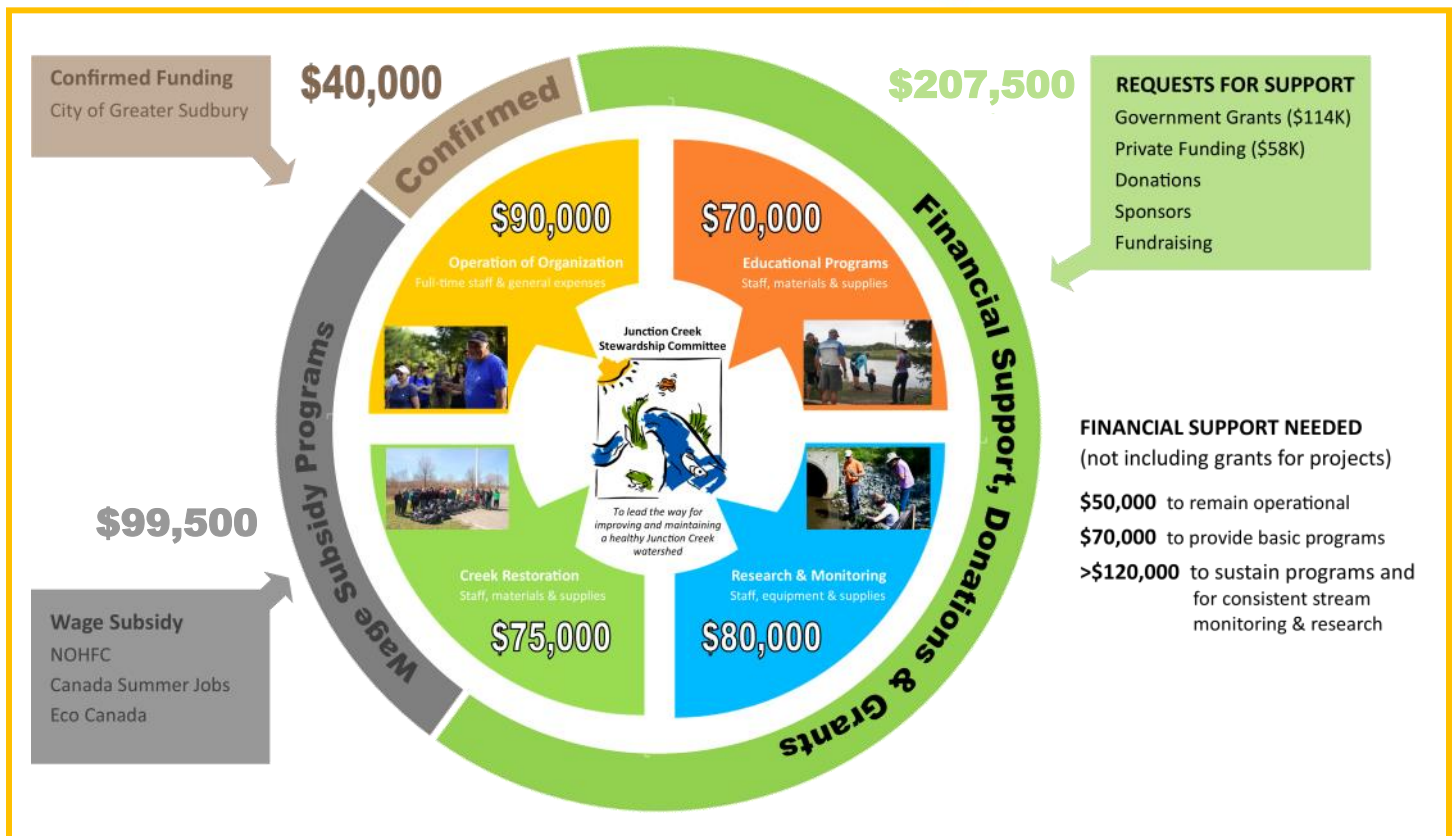 Confirmed Funding
City of Greater Sudbury
$40,000
Confirmed
$207,500
REQUESTS FOR SUPPORT
Government Grants ($114K)
Private Funding ($58K)
Donations
Sponsors
Fundraising
Financial Support, Donations & Grants
$90,000
Operation of Organization
Full-time staff & general expenses
$70,000
Educational Programs
Staff, materials & supplies
Junction Creek
Stewardship Committee
To lead the way for
improving and maintaining
a healthy Junction Creek
watershed
Creek Restoration
Staff, materials & supplies
$75,000
Research & Monitoring
Staff, equipment & supplies
$80,000
Wage Subsidy Programs
$99,500
Wage Subsidy
NOHFC
Canada Summer Jobs
Eco Canada
FINANCIAL SUPPORT NEEDED
(not including grants for projects)
$50,000 to remain operational
$70,000 to provide basic programs
>$120,000 to sustain programs and
for consistent stream
monitoring & research